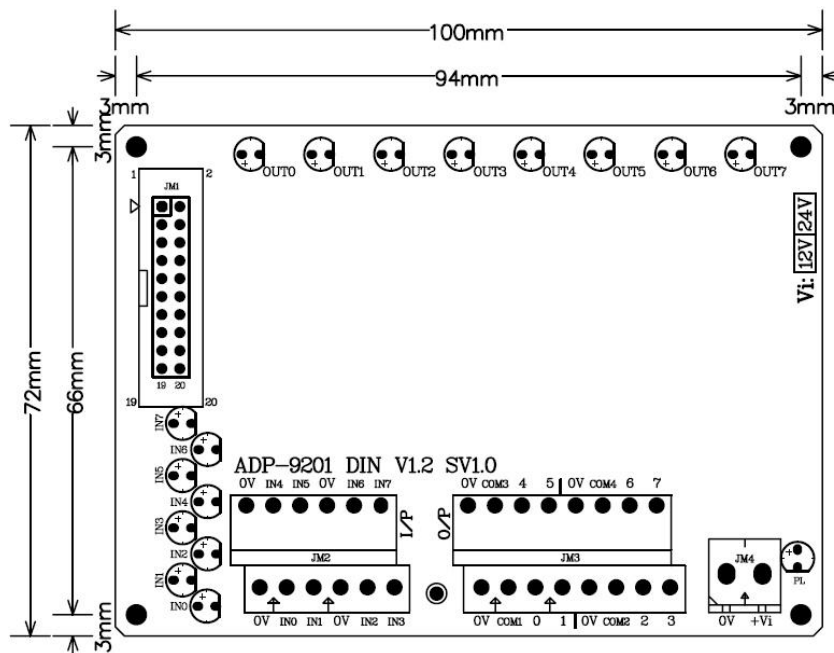 100mm
94mm
3mm 3mm
3mm
OUT0 OUT1 OUT2 OUT3 OUT4 OUT5 OUT6 OUT7
1 2
JM1
Vi: 12V 24V
72mm
66mm
19 20
19 20
IN7
IN6
IN5
IN4
IN3
IN2
IN1
IN0
ADP-9201 DIN V1.2 SV1.0
0V IN4 IN5 0V IN6 IN7
I/P
O/P
0V COM3 4 5 0V COM4 6 7
JM2
JM3
JM4
PL
0V IN0 IN1 0V IN2 IN3
0V COM1 0 1 0V COM2 2 3
0V +Vi
3mm